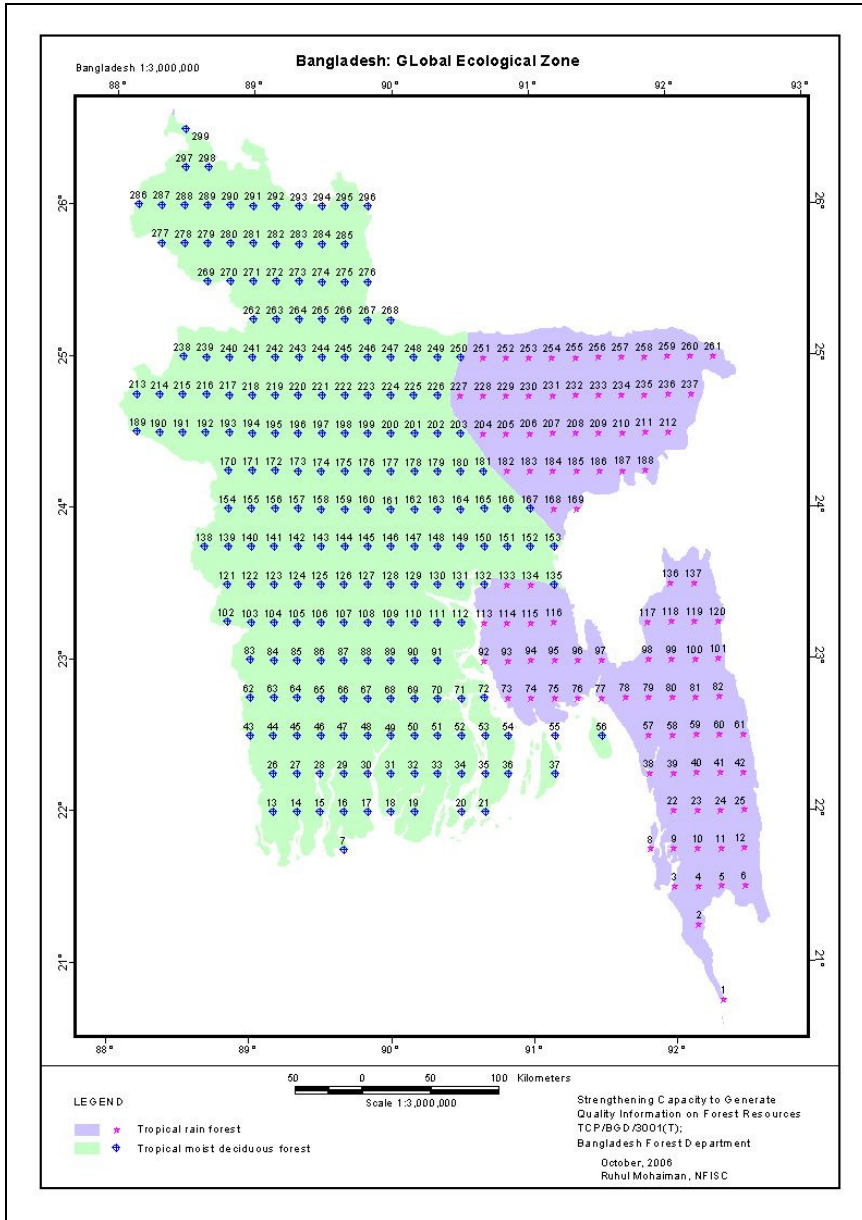 Bangladesh: GLobal Ecological Zone
Bangladesh 1:3,000,000
88° 89° 90° 91° 92° 93°
299
297 298
286 287 288 289 290 291 292 293 294 295 296
26° 26°
277 278 279 280 281 282 283 284 285
269 270 271 272 273 274 275 276
262 263 264 265 266 267 268
238 239 240 241 242 243 244 245 246 247 248 249 250 251 252 253 254 255 256 257 258 259 260 261
25° 25°
213 214 215 216 217 218 219 220 221 222 223 224 225 226 227 228 229 230 231 232 233 234 235 236 237
189 190 191 192 193 194 195 196 197 198 199 200 201 202 203 204 205 206 207 208 209 210 211 212
170 171 172 173 174 175 176 177 178 179 180 181 182 183 184 185 186 187 188
154 155 156 157 158 159 160 161 162 163 164 165 166 167 168 169
24° 24°
138 139 140 141 142 143 144 145 146 147 148 149 150 151 152 153
121 122 123 124 125 126 127 128 129 130 131 132 133 134 135 136 137
102 103 104 105 106 107 108 109 110 111 112 113 114 115 116 117 118 119 120
83 84 85 86 87 88 89 90 91 92 93 94 95 96 97 98 99 100 101
23° 23°
62 63 64 65 66 67 68 69 70 71 72 73 74 75 76 77 78 79 80 81 82
43 44 45 46 47 48 49 50 51 52 53 54 55 56 57 58 59 60 61
26 27 28 29 30 31 32 33 34 35 36 37 38 39 40 41 42
13 14 15 16 17 18 19 20 21 22 23 24 25
22° 22°
7 8 9 10 11 12
3 4 5 6
2
21° 21°
1
88° 89° 90° 91° 92°
50 0 50 100 Kilometers
Scale 1:3,000,000
LEGEND
Tropical rain forest
Tropical moist deciduous forest
Strengthening Capacity to Generate
Quality Information on Forest Resources
TCP/BGD/3001(T);
Bangladesh Forest Department
October, 2006
Ruhul Mohaiman, NFISC